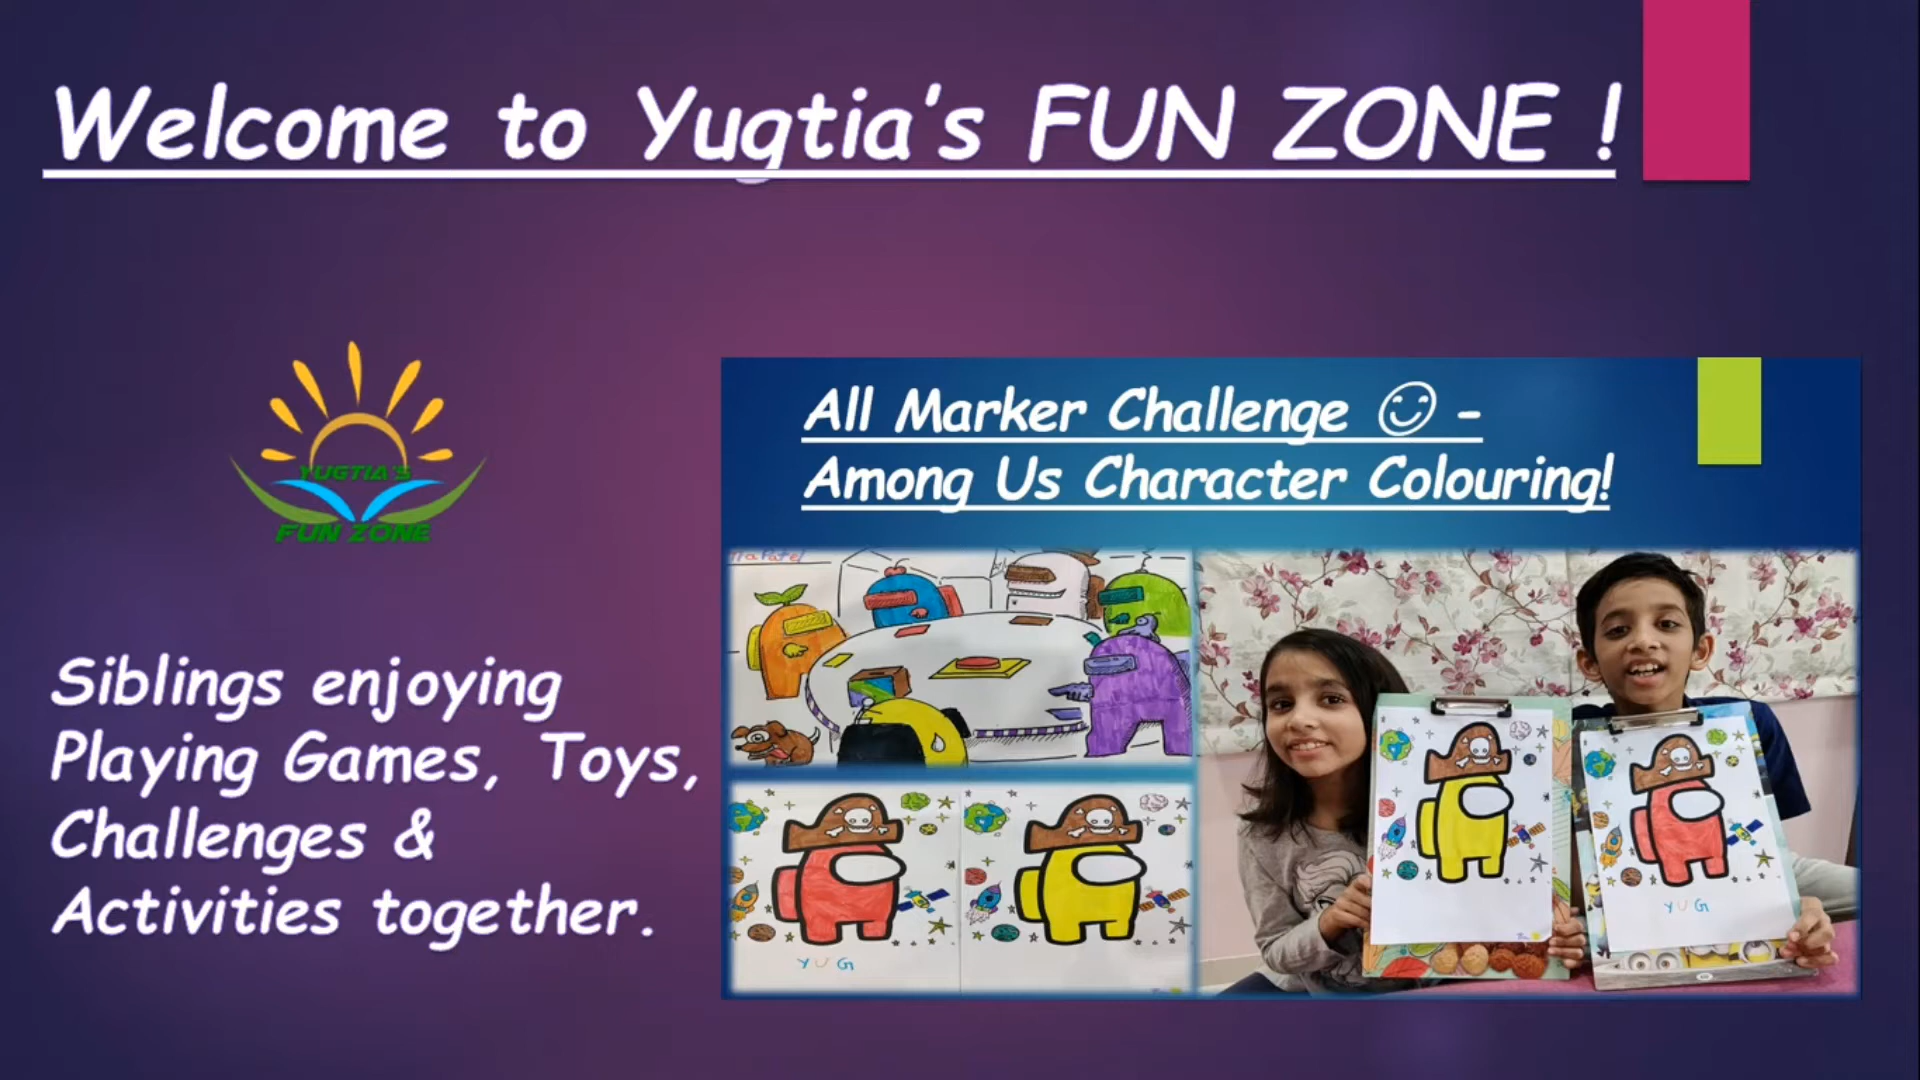 Welcome to Yugtia's FUN ZONE !
YUGTIA'S
FUN ZONE
Siblings enjoying
Playing Games, Toys,
Challenges &
Activities together.
All Marker Challenge ☺ -
Among Us Character Colouring!
Patel
YUG
YUG